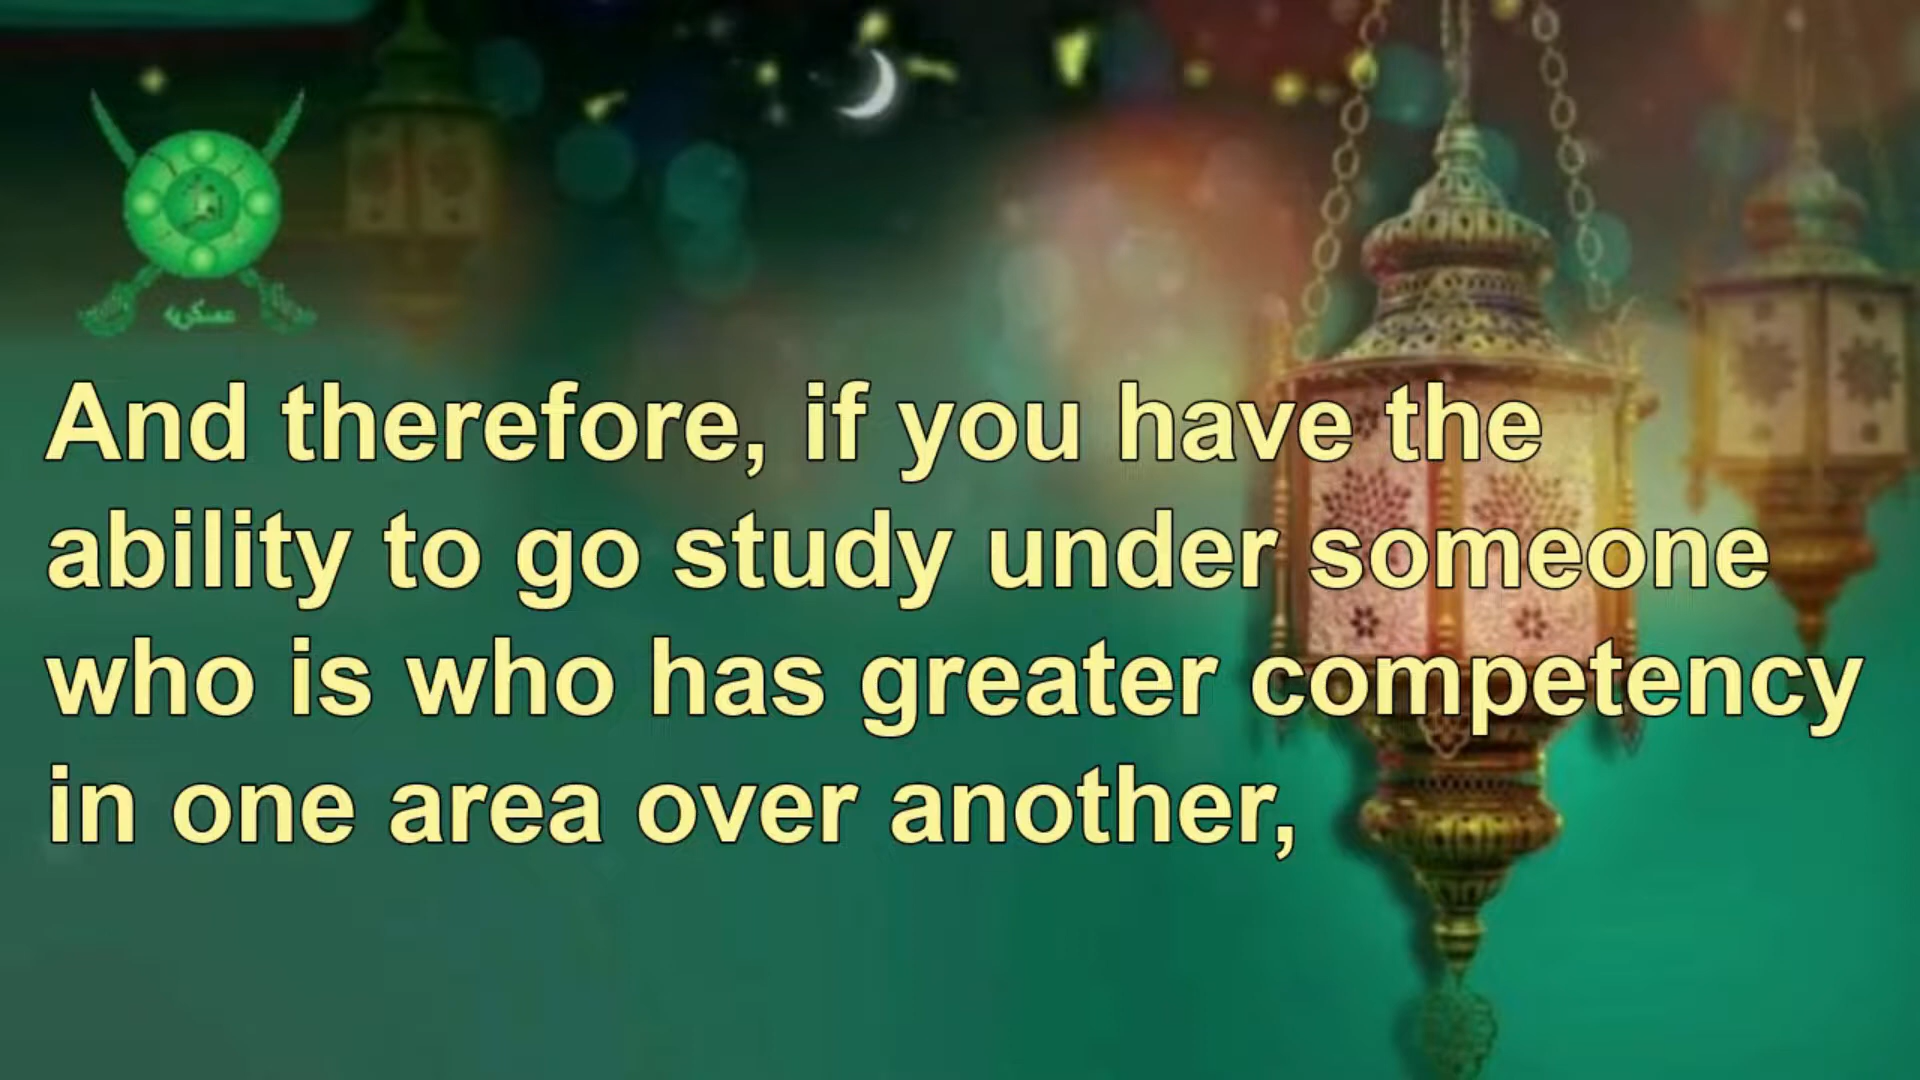 عسكريه
And therefore, if you have the
ability to go study under someone
who is who has greater competency
in one area over another,